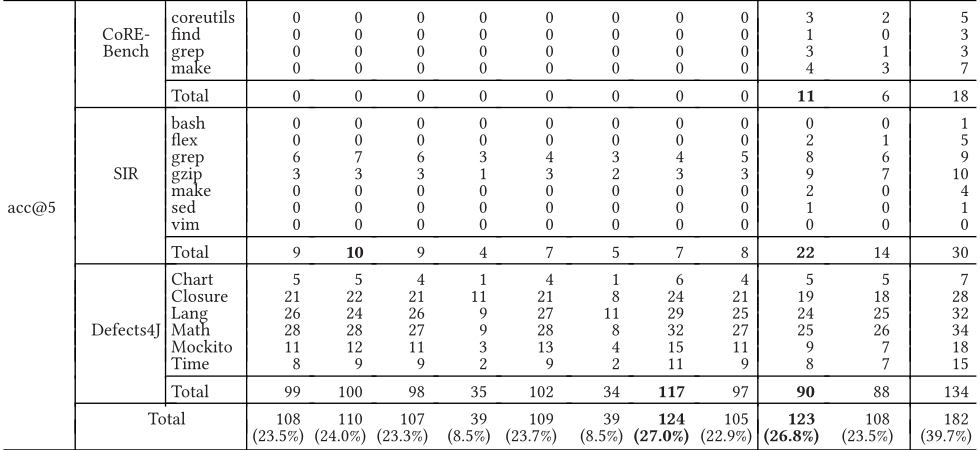 coreutils 0 0 0 0 0 0 0 0 3 2 5
CoRE- find 0 0 0 0 0 0 0 0 1 0 3
Bench grep 0 0 0 0 0 0 0 0 3 1 3
make 0 0 0 0 0 0 0 0 4 3 7
Total 0 0 0 0 0 0 0 0 11 6 18
bash 0 0 0 0 0 0 0 0 0 0 1
flex 0 0 0 0 0 0 0 0 2 1 5
grep 6 7 6 3 4 3 4 5 8 6 9
SIR gzip 3 3 3 1 3 2 3 3 9 7 10
make 0 0 0 0 0 0 0 0 2 0 4
acc@5 sed 0 0 0 0 0 0 0 0 1 0 1
vim 0 0 0 0 0 0 0 0 0 0 0
Total 9 10 9 4 7 5 7 8 22 14 30
Chart 5 5 4 1 4 1 6 4 5 5 7
Closure 21 22 21 11 21 8 24 21 19 18 28
Lang 26 24 26 9 27 11 29 25 24 25 32
Defects4J Math 28 28 27 9 28 8 32 27 25 26 34
Mockito 11 12 11 3 13 4 15 11 9 7 18
Time 8 9 9 2 9 2 11 9 8 7 15
Total 99 100 98 35 102 34 117 97 90 88 134
Total 108 110 107 39 109 39 124 105 123 108 182
(23.5%) (24.0%) (23.3%) (8.5%) (23.7%) (8.5%) (27.0%) (22.9%) (26.8%) (23.5%) (39.7%)